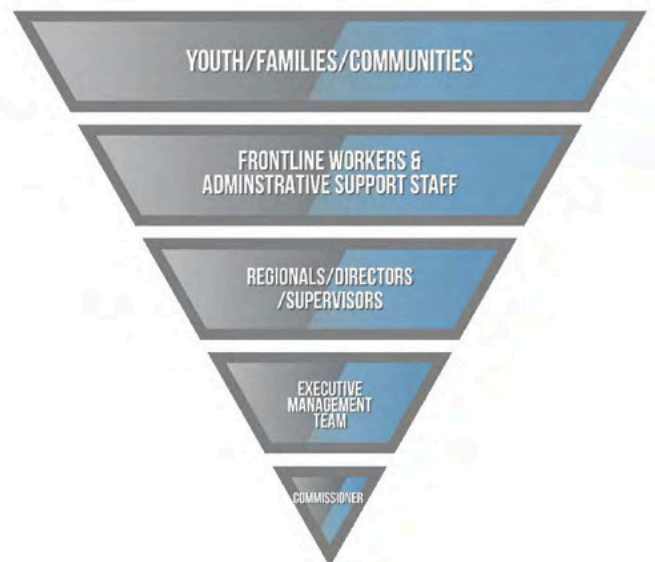 YOUTH/FAMILIES/COMMUNITIES
FRONTLINE WORKERS &
ADMINSTRATIVE SUPPORT STAFF
REGIONALS/DIRECTORS
/SUPERVISORS
EXECUTIVE
MANAGEMENT
TEAM
COMMISSIONER